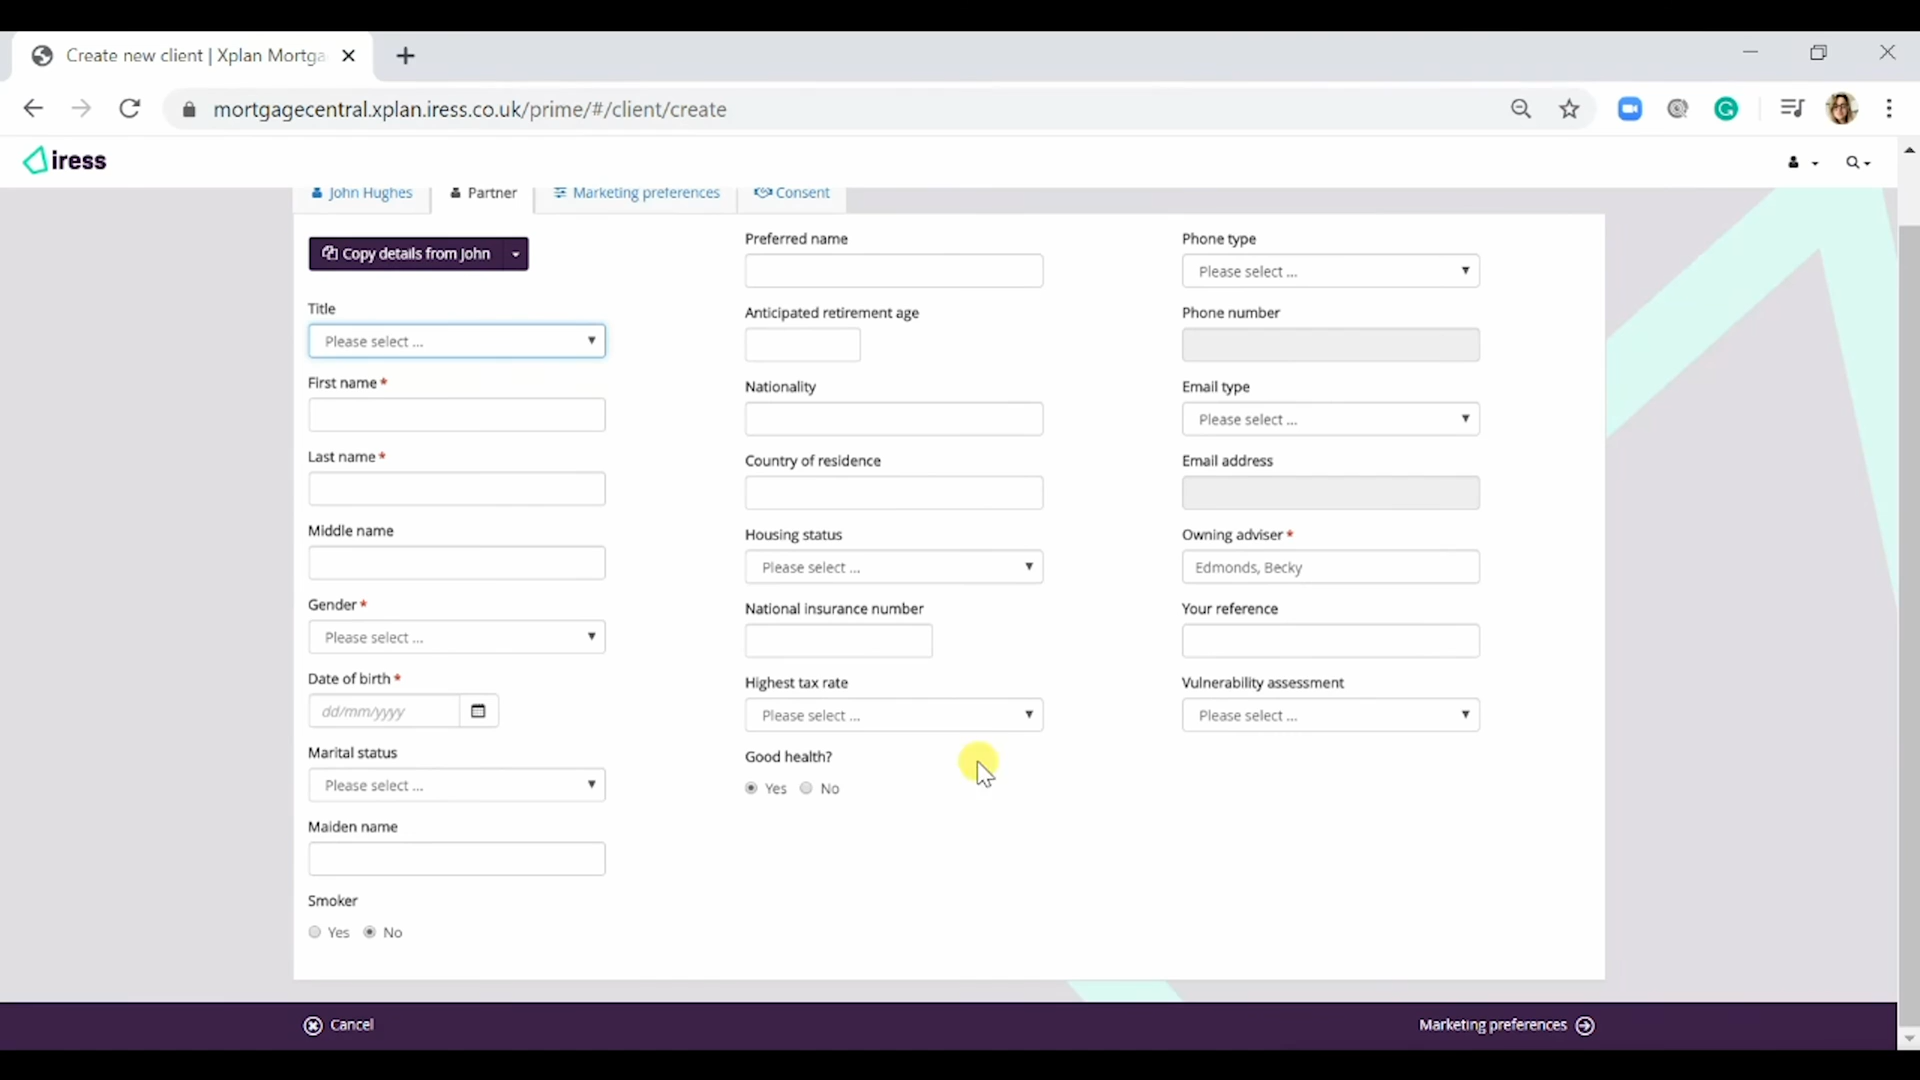 Create new client | Xplan Mortga
mortgagecentral.xplan.iress.co.uk/prime/#/client/create
iress
John Hughes
Partner
Marketing preferences
Consent
Copy details from John
Title
Please select ...
First name *
Last name *
Middle name
Gender *
Please select ...
Date of birth *
dd/mm/yyyy
Marital status
Please select ...
Maiden name
Smoker
Yes No
Preferred name
Anticipated retirement age
Nationality
Country of residence
Housing status
Please select ...
National insurance number
Highest tax rate
Please select ...
Good health?
Yes No
Phone type
Please select ...
Phone number
Email type
Please select ...
Email address
Owning adviser *
Edmonds, Becky
Your reference
Vulnerability assessment
Please select ...
Cancel
Marketing preferences